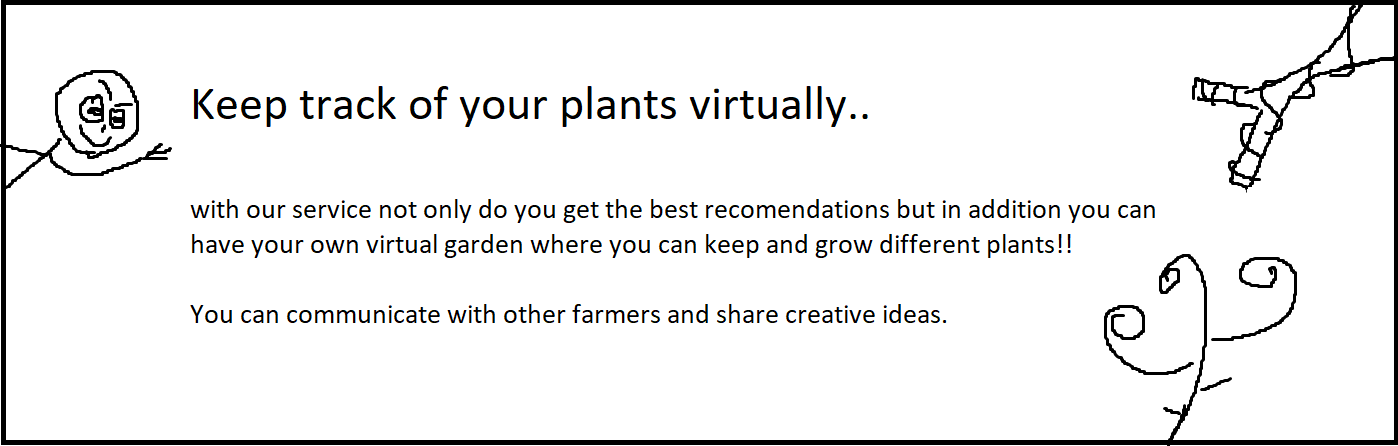 Keep track of your plants virtually..
with our service not only do you get the best recomendations but in addition you can
have your own virtual garden where you can keep and grow different plants!!
You can communicate with other farmers and share creative ideas.